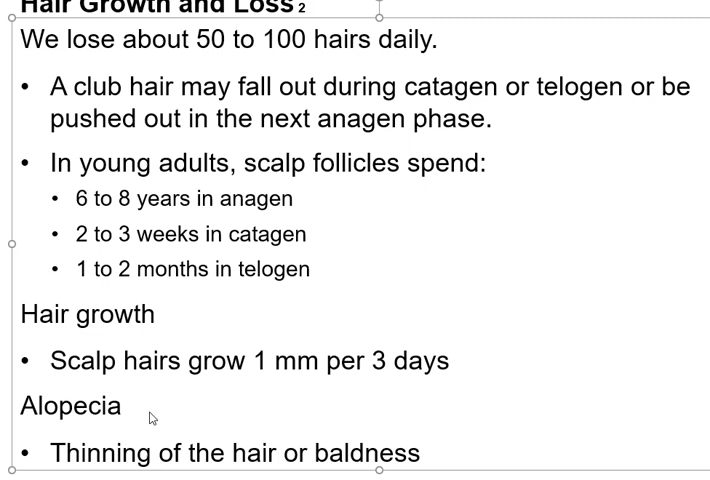 Hair Growth and Loss 2
We lose about 50 to 100 hairs daily.
• A club hair may fall out during catagen or telogen or be
pushed out in the next anagen phase.
• In young adults, scalp follicles spend:
• 6 to 8 years in anagen
• 2 to 3 weeks in catagen
• 1 to 2 months in telogen
Hair growth
• Scalp hairs grow 1 mm per 3 days
Alopecia
• Thinning of the hair or baldness